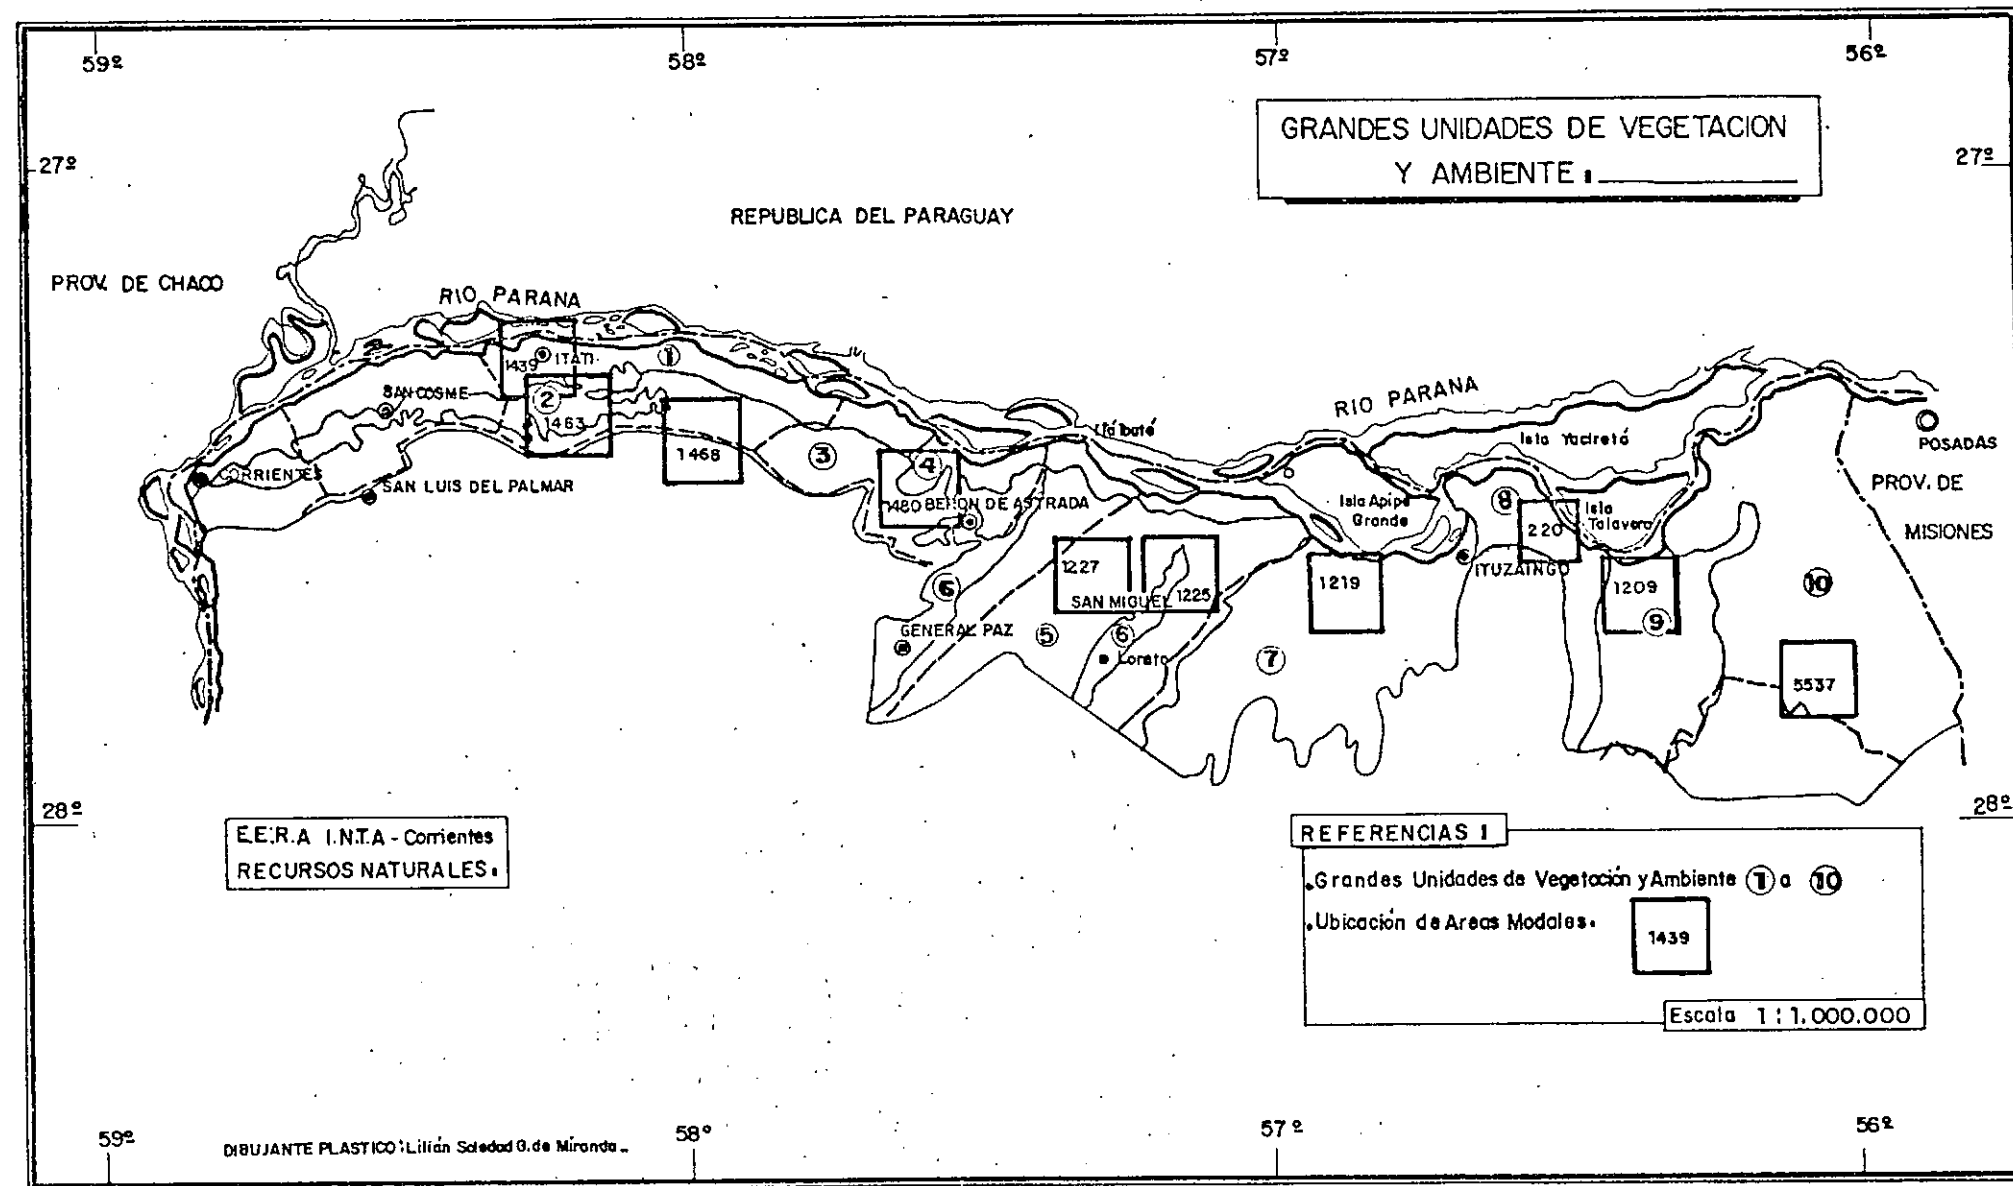 59º 58º 57º 56º
GRANDES UNIDADES DE VEGETACION
Y AMBIENTE :
27º 27º
REPUBLICA DEL PARAGUAY
PROV. DE CHACO
RIO PARANA
1439 ITATI
1
SAN COSME
2
1463
RIO PARANA
Isla Yaciretá
POSADAS
CORRIENTES
SAN LUIS DEL PALMAR
1468
3
4
1480 BERON DE ASTRADA
Isla Apipé
Grande
8
220
Isla
Talavera
PROV. DE
MISIONES
ITUZAINGO
1227
SAN MIGUEL 1225
1219
1209
9
10
6
GENERAL PAZ
5
6
Loreto
7
5537
28º 28º
E.E.R.A I.N.T.A - Corrientes
RECURSOS NATURALES.
REFERENCIAS :
.Grandes Unidades de Vegetación y Ambiente 1 a 10
.Ubicación de Areas Modales.
1439
Escala 1:1.000.000
59º 58º 57º 56º
DIBUJANTE PLASTICO: Lilián Soledad G. de Miranda.-